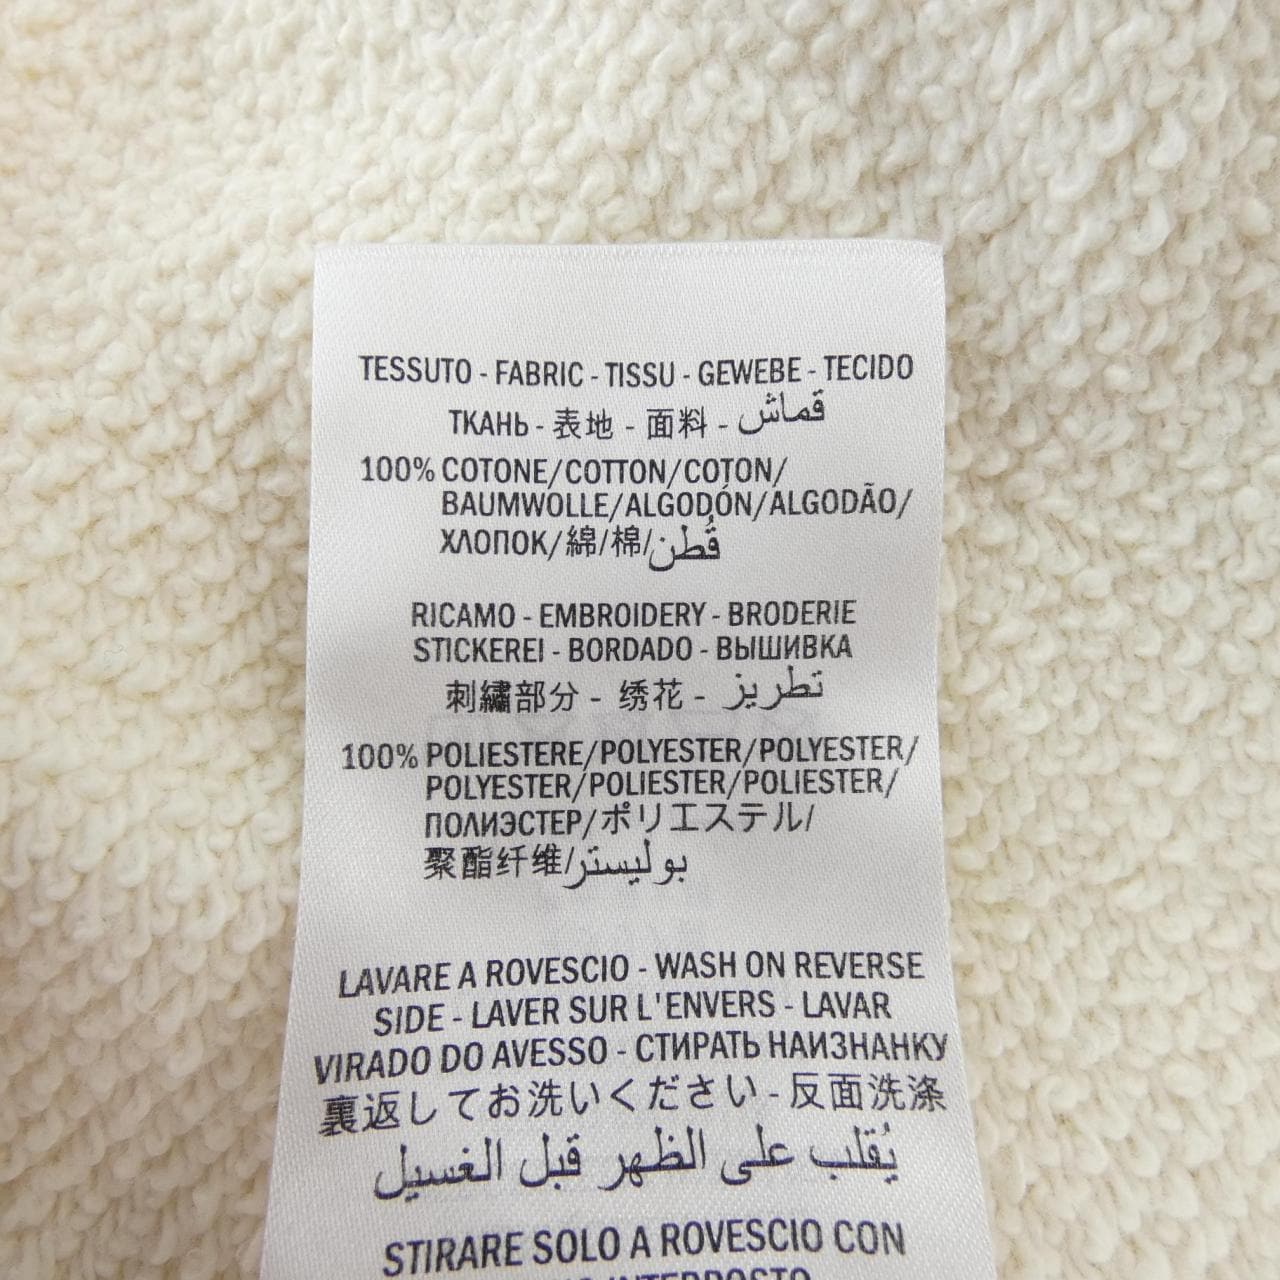 TESSUTO - FABRIC - TISSU - GEWEBE - TECIDO
ТКАНЬ - 表地 - 面料 - قماش
100% COTONE/COTTON/COTON/
BAUMWOLLE/ALGODÓN/ALGODÃO/
ХЛОПОК/綿/棉/قُطن
RICAMO - EMBROIDERY - BRODERIE
STICKEREI - BORDADO - ВЫШИВКА
刺繡部分 - 绣花 - تطريز
100% POLIESTERE/POLYESTER/POLYESTER/
POLYESTER/POLIESTER/POLIESTER/
ПОЛИЭСТЕР/ポリエステル/
聚酯纤维/بوليستر
LAVARE A ROVESCIO - WASH ON REVERSE
SIDE - LAVER SUR L'ENVERS - LAVAR
VIRADO DO AVESSO - СТИРАТЬ НАИЗНАНКУ
裏返してお洗いください - 反面洗涤
يُقلب على الظهر قبل الغسيل
STIRARE SOLO A ROVESCIO CON
INTERPOSTO